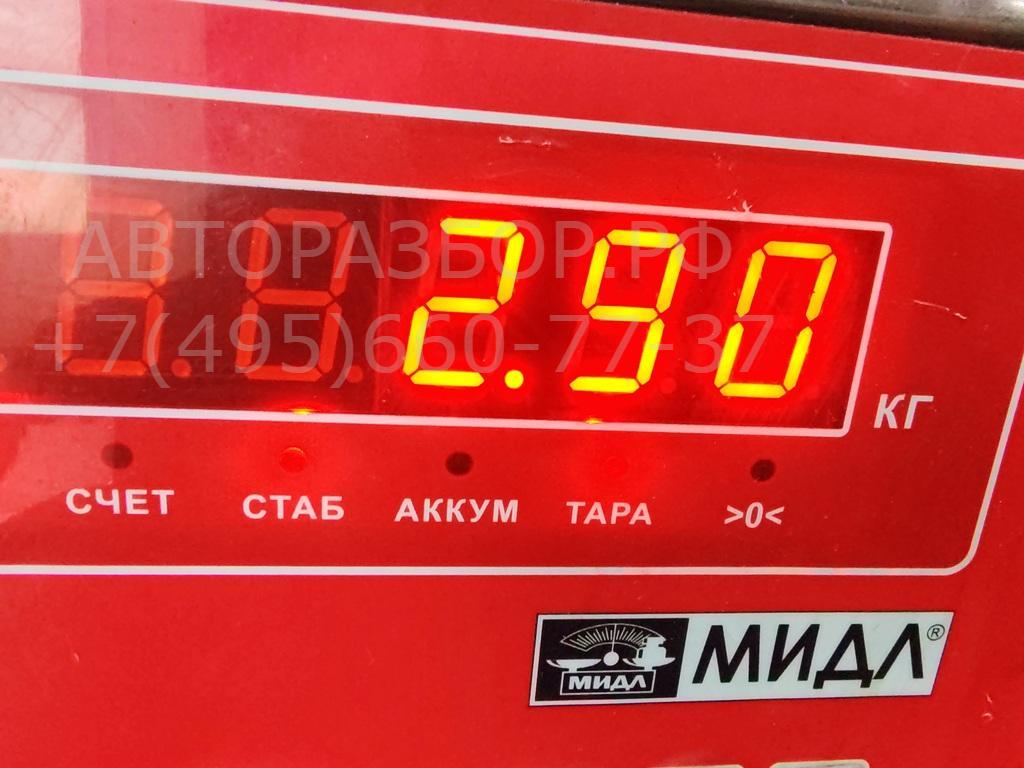 АВТОРАЗБОР.РФ
+7(495)660-77-37
2.90
КГ
СЧЕТ СТАБ АККУМ ТАРА >0<
МИДЛ МИДЛ®